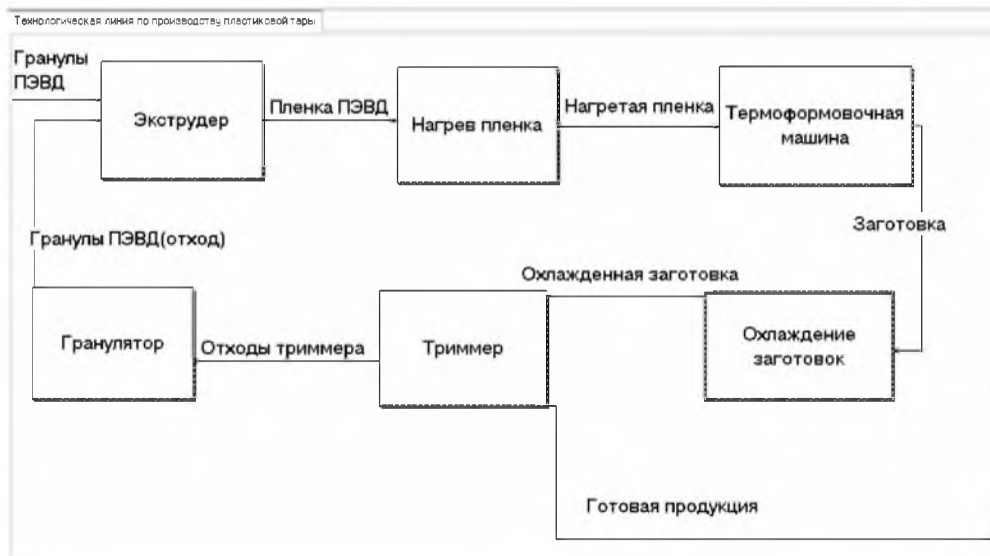 Технологическая линия по производству пластиковой тары
Гранулы
ПЭВД
Экструдер
Пленка ПЭВД
Нагрев пленка
Нагретая пленка
Термоформовочная
машина
Заготовка
Гранулы ПЭВД(отход)
Охлажденная заготовка
Гранулятор
Отходы триммера
Триммер
Охлаждение
заготовок
Готовая продукция